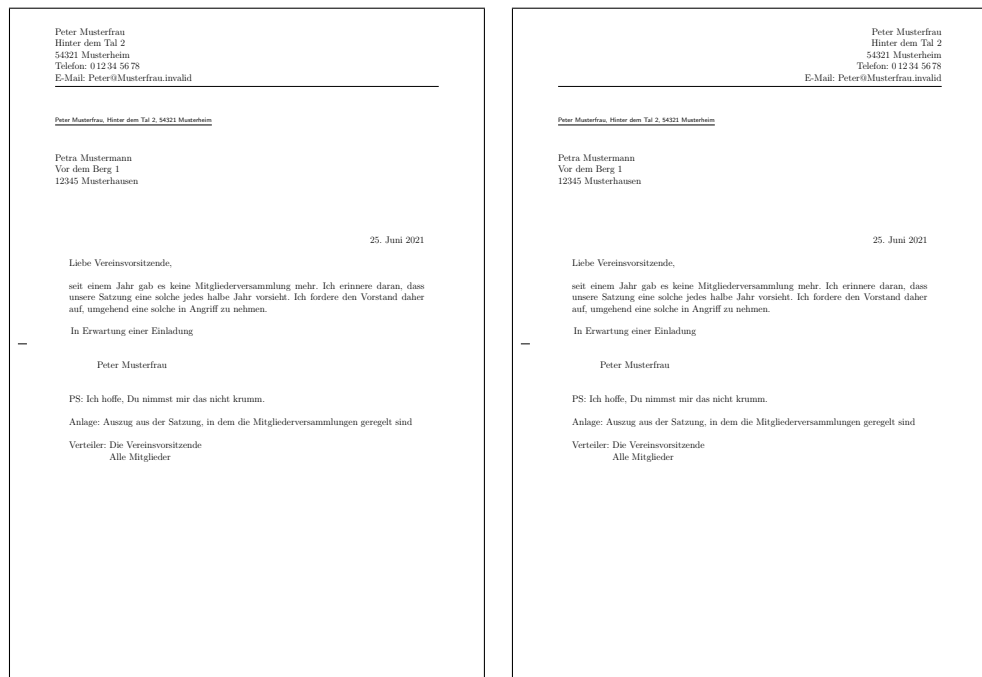 Peter Musterfrau
Hinter dem Tal 2
54321 Musterheim
Telefon: 0 12 34 56 78
E-Mail: Peter@Musterfrau.invalid
Peter Musterfrau, Hinter dem Tal 2, 54321 Musterheim
Petra Mustermann
Vor dem Berg 1
12345 Musterhausen
25. Juni 2021
Liebe Vereinsvorsitzende,
seit einem Jahr gab es keine Mitgliederversammlung mehr. Ich erinnere daran, dass
unsere Satzung eine solche jedes halbe Jahr vorsieht. Ich fordere den Vorstand daher
auf, umgehend eine solche in Angriff zu nehmen.
In Erwartung einer Einladung
Peter Musterfrau
PS: Ich hoffe, Du nimmst mir das nicht krumm.
Anlage: Auszug aus der Satzung, in dem die Mitgliederversammlungen geregelt sind
Verteiler: Die Vereinsvorsitzende
Alle Mitglieder
Peter Musterfrau
Hinter dem Tal 2
54321 Musterheim
Telefon: 0 12 34 56 78
E-Mail: Peter@Musterfrau.invalid
Peter Musterfrau, Hinter dem Tal 2, 54321 Musterheim
Petra Mustermann
Vor dem Berg 1
12345 Musterhausen
25. Juni 2021
Liebe Vereinsvorsitzende,
seit einem Jahr gab es keine Mitgliederversammlung mehr. Ich erinnere daran, dass
unsere Satzung eine solche jedes halbe Jahr vorsieht. Ich fordere den Vorstand daher
auf, umgehend eine solche in Angriff zu nehmen.
In Erwartung einer Einladung
Peter Musterfrau
PS: Ich hoffe, Du nimmst mir das nicht krumm.
Anlage: Auszug aus der Satzung, in dem die Mitgliederversammlungen geregelt sind
Verteiler: Die Vereinsvorsitzende
Alle Mitglieder